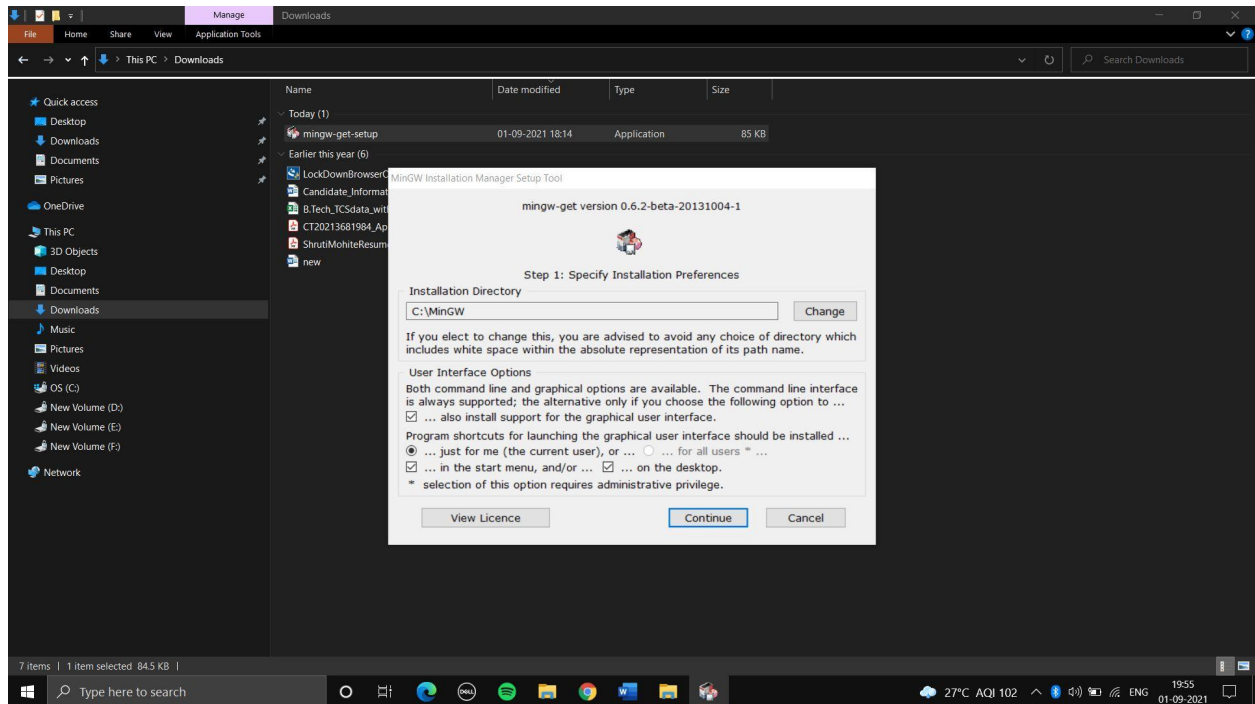 Manage
Downloads
File Home Share View Application Tools
This PC > Downloads
Search Downloads
Name Date modified Type Size
Quick access
Desktop
Downloads
Documents
Pictures
OneDrive
This PC
3D Objects
Desktop
Documents
Downloads
Music
Pictures
Videos
OS (C:)
New Volume (D:)
New Volume (E:)
New Volume (F:)
Network
Today (1)
mingw-get-setup 01-09-2021 18:14 Application 85 KB
Earlier this year (6)
LockDownBrowserO
Candidate_Informat
B.Tech_TCSdata_wit
CT20213681984_Ap
ShrutiMohiteResum
new
MinGW Installation Manager Setup Tool
mingw-get version 0.6.2-beta-20131004-1
Step 1: Specify Installation Preferences
Installation Directory
C:\MinGW Change
If you elect to change this, you are advised to avoid any choice of directory which
includes white space within the absolute representation of its path name.
User Interface Options
Both command line and graphical options are available. The command line interface
is always supported; the alternative only if you choose the following option to ...
... also install support for the graphical user interface.
Program shortcuts for launching the graphical user interface should be installed ...
... just for me (the current user), or ... ... for all users * ...
... in the start menu, and/or ... ... on the desktop.
* selection of this option requires administrative privilege.
View Licence Continue Cancel
7 items | 1 item selected 84.5 KB |
Type here to search
DELL
27°C AQI 102 ENG 19:55
01-09-2021